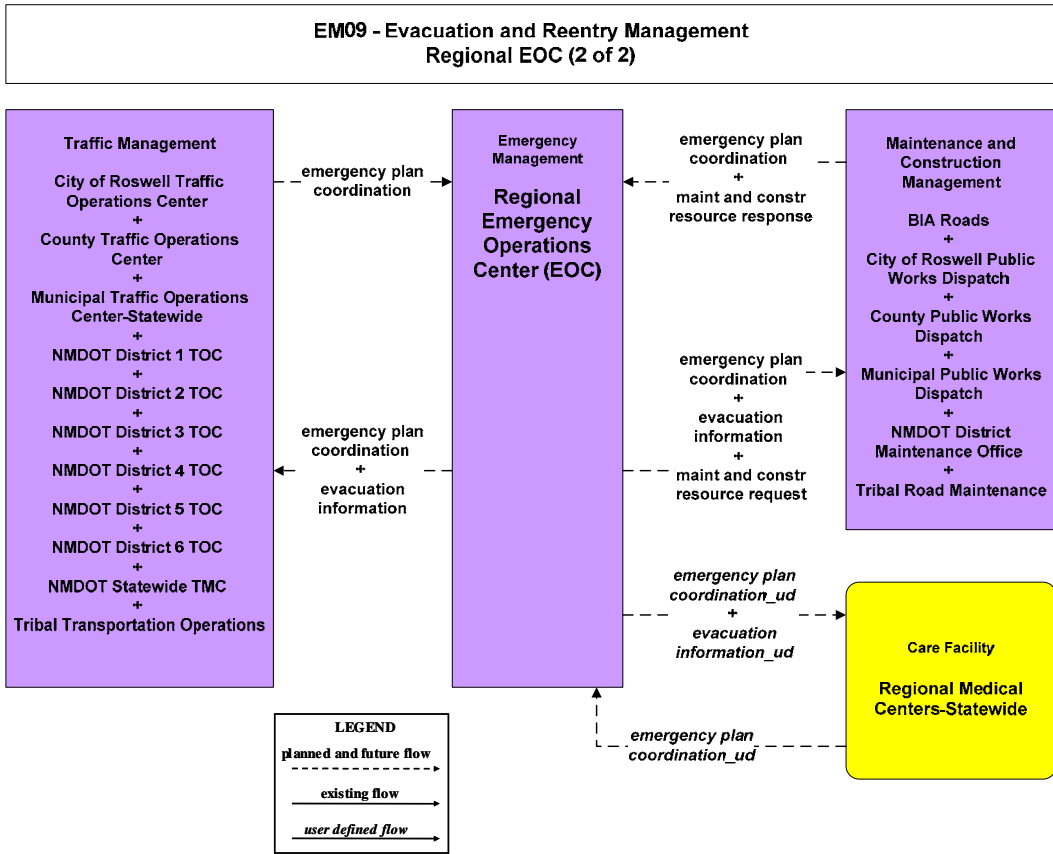 EM09 - Evacuation and Reentry Management
Regional EOC (2 of 2)
Traffic Management
City of Roswell Traffic
Operations Center
+
County Traffic Operations
Center
+
Municipal Traffic Operations
Center-Statewide
+
NMDOT District 1 TOC
+
NMDOT District 2 TOC
+
NMDOT District 3 TOC
+
NMDOT District 4 TOC
+
NMDOT District 5 TOC
+
NMDOT District 6 TOC
+
NMDOT Statewide TMC
+
Tribal Transportation Operations
emergency plan
coordination
emergency plan
coordination
+
evacuation
information
Emergency
Management
Regional
Emergency
Operations
Center (EOC)
emergency plan
coordination
+
maint and constr
resource response
emergency plan
coordination
+
evacuation
information
+
maint and constr
resource request
emergency plan
coordination_ud
+
evacuation
information_ud
emergency plan
coordination_ud
Maintenance and
Construction
Management
BIA Roads
+
City of Roswell Public
Works Dispatch
+
County Public Works
Dispatch
+
Municipal Public Works
Dispatch
+
NMDOT District
Maintenance Office
+
Tribal Road Maintenance
Care Facility
Regional Medical
Centers-Statewide
LEGEND
planned and future flow
existing flow
user defined flow